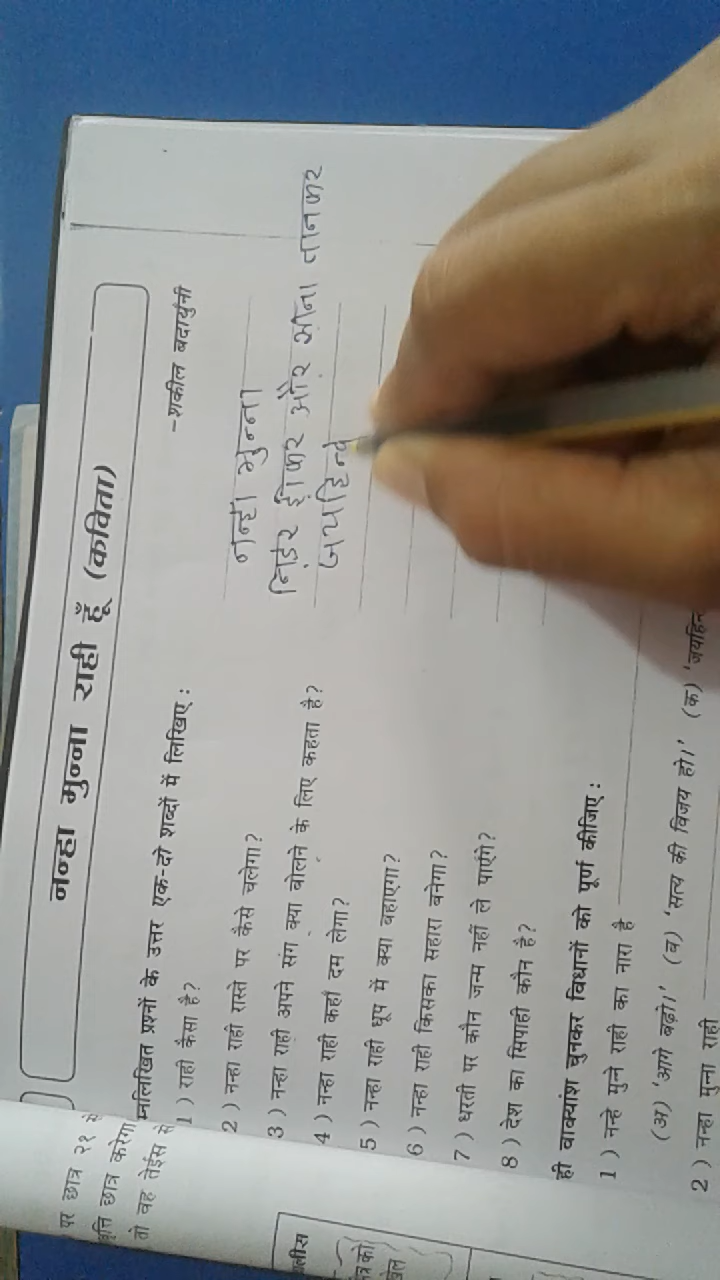 नन्हा मुन्ना राही हूँ (कविता)
-शकील बदायुँनी
म्नलिखित प्रश्नों के उत्तर एक-दो शब्दों में लिखिए :
1 ) राही कैसा है? नन्हा मुन्ना
2 ) नन्हा राही रास्ते पर कैसे चलेगा? निडर होकर और सीना तानकर
3 ) नन्हा राही अपने संग क्या बोलने के लिए कहता है? जयहिन्द
4 ) नन्हा राही कहाँ दम लेगा?
5 ) नन्हा राही धूप में क्या बहाएगा?
6 ) नन्हा राही किसका सहारा बनेगा?
7 ) धरती पर कौन जन्म नहीं ले पाएँगे?
8 ) देश का सिपाही कौन है?
ही वाक्यांश चुनकर विधानों को पूर्ण कीजिए :
1 ) नन्हे मुन्ने राही का नारा है
(अ) 'आगे बढ़ो।' (ब) 'सत्य की विजय हो।' (क) 'जयहिन
2 ) नन्हा मुन्ना राही
पर छात्र २१
वृत्ति छात्र करेगा
तो वह तेईस से
लीस
त्र को
खेल